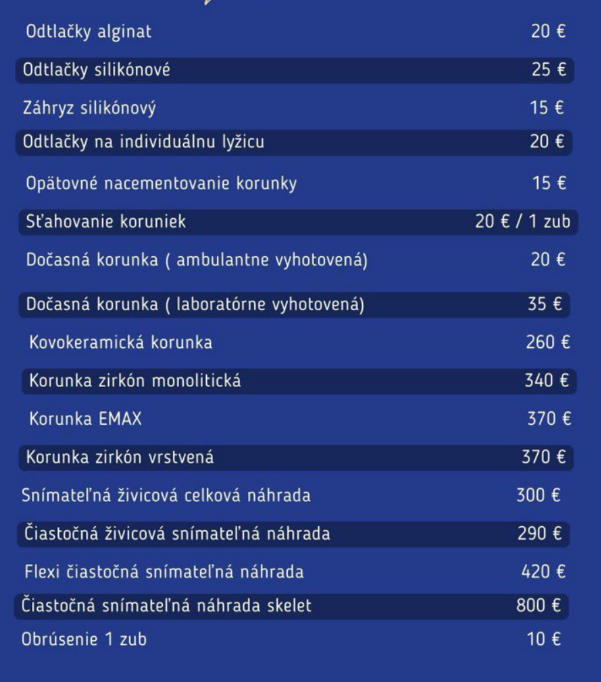 Odtlačky alginat 20 €
Odtlačky silikónové 25 €
Záhryz silikónový 15 €
Odtlačky na individuálnu lyžicu 20 €
Opätovné nacementovanie korunky 15 €
Sťahovanie koruniek 20 € / 1 zub
Dočasná korunka ( ambulantne vyhotovená) 20 €
Dočasná korunka ( laboratórne vyhotovená) 35 €
Kovokeramická korunka 260 €
Korunka zirkón monolitická 340 €
Korunka EMAX 370 €
Korunka zirkón vrstvená 370 €
Snímateľná živicová celková náhrada 300 €
Čiastočná živicová snímateľná náhrada 290 €
Flexi čiastočná snímateľná náhrada 420 €
Čiastočná snímateľná náhrada skelet 800 €
Obrúsenie 1 zub 10 €